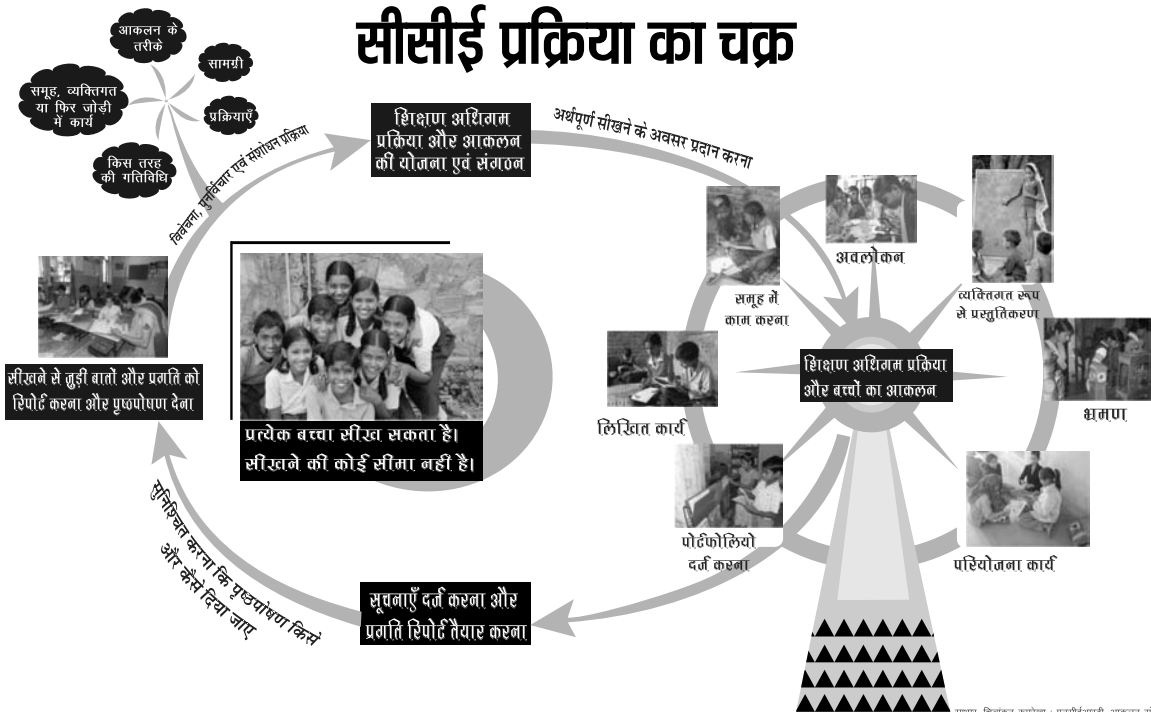 सीसीई प्रक्रिया का चक्र
आकलन के
तरीके
सामग्री
समूह, व्यक्तिगत
या फिर जोड़ी
में कार्य
प्रक्रियाएँ
किस तरह
की गतिविधि
विवेचना, पुनर्विचार एवं संशोधन प्रक्रिया
शिक्षण अधिगम
प्रक्रिया और आकलन
की योजना एवं संगठन
अर्थपूर्ण सीखने के अवसर प्रदान करना
समूह में
काम करना
अवलोकन
व्यक्तिगत रूप
से प्रस्तुतिकरण
शिक्षण अधिगम प्रक्रिया
और बच्चों का आकलन
भ्रमण
लिखित कार्य
पोर्टफोलियो
दर्ज करना
परियोजना कार्य
सूचनाएँ दर्ज करना और
प्रगति रिपोर्ट तैयार करना
सुनिश्चित करना कि पृष्ठपोषण किसे
और कैसे दिया जाए
सीखने से जुड़ी बातों और प्रगति को
रिपोर्ट करना और पृष्ठपोषण देना
प्रत्येक बच्चा सीख सकता है।
सीखने की कोई सीमा नहीं है।